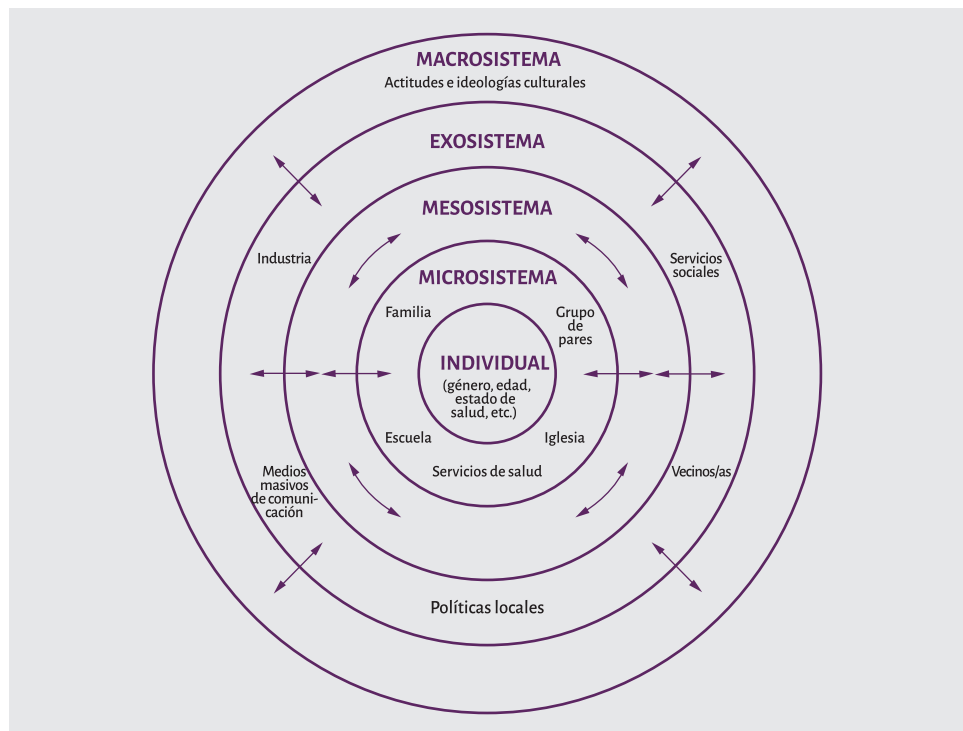 MACROSISTEMA
Actitudes e ideologías culturales
EXOSISTEMA
MESOSISTEMA
Industria
Servicios
sociales
MICROSISTEMA
Familia
Grupo
de
pares
INDIVIDUAL
(género, edad,
estado de
salud, etc.)
Escuela
Iglesia
Servicios de salud
Medios
masivos
de comuni-
cación
Vecinos/as
Políticas locales